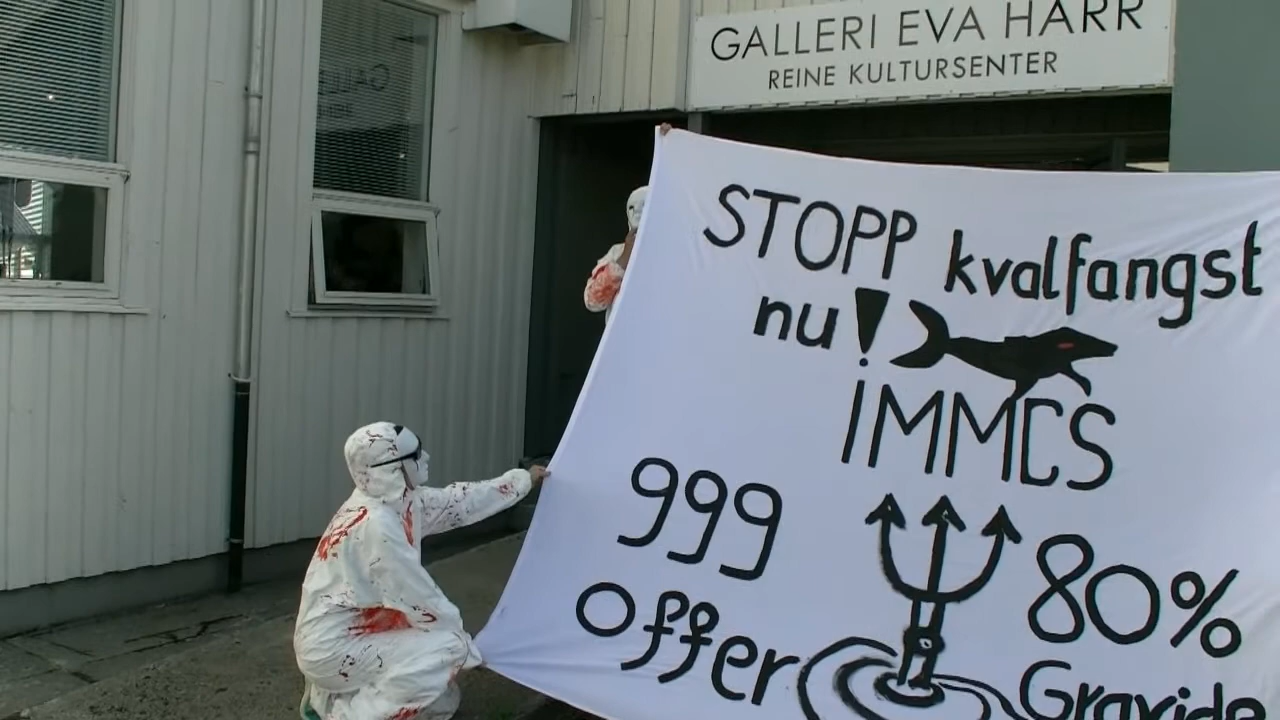 GALLERI EVA HARR
REINE KULTURSENTER
STOPP kvalfangst
nu!
IMMCS
999
offer
80%
Gravide